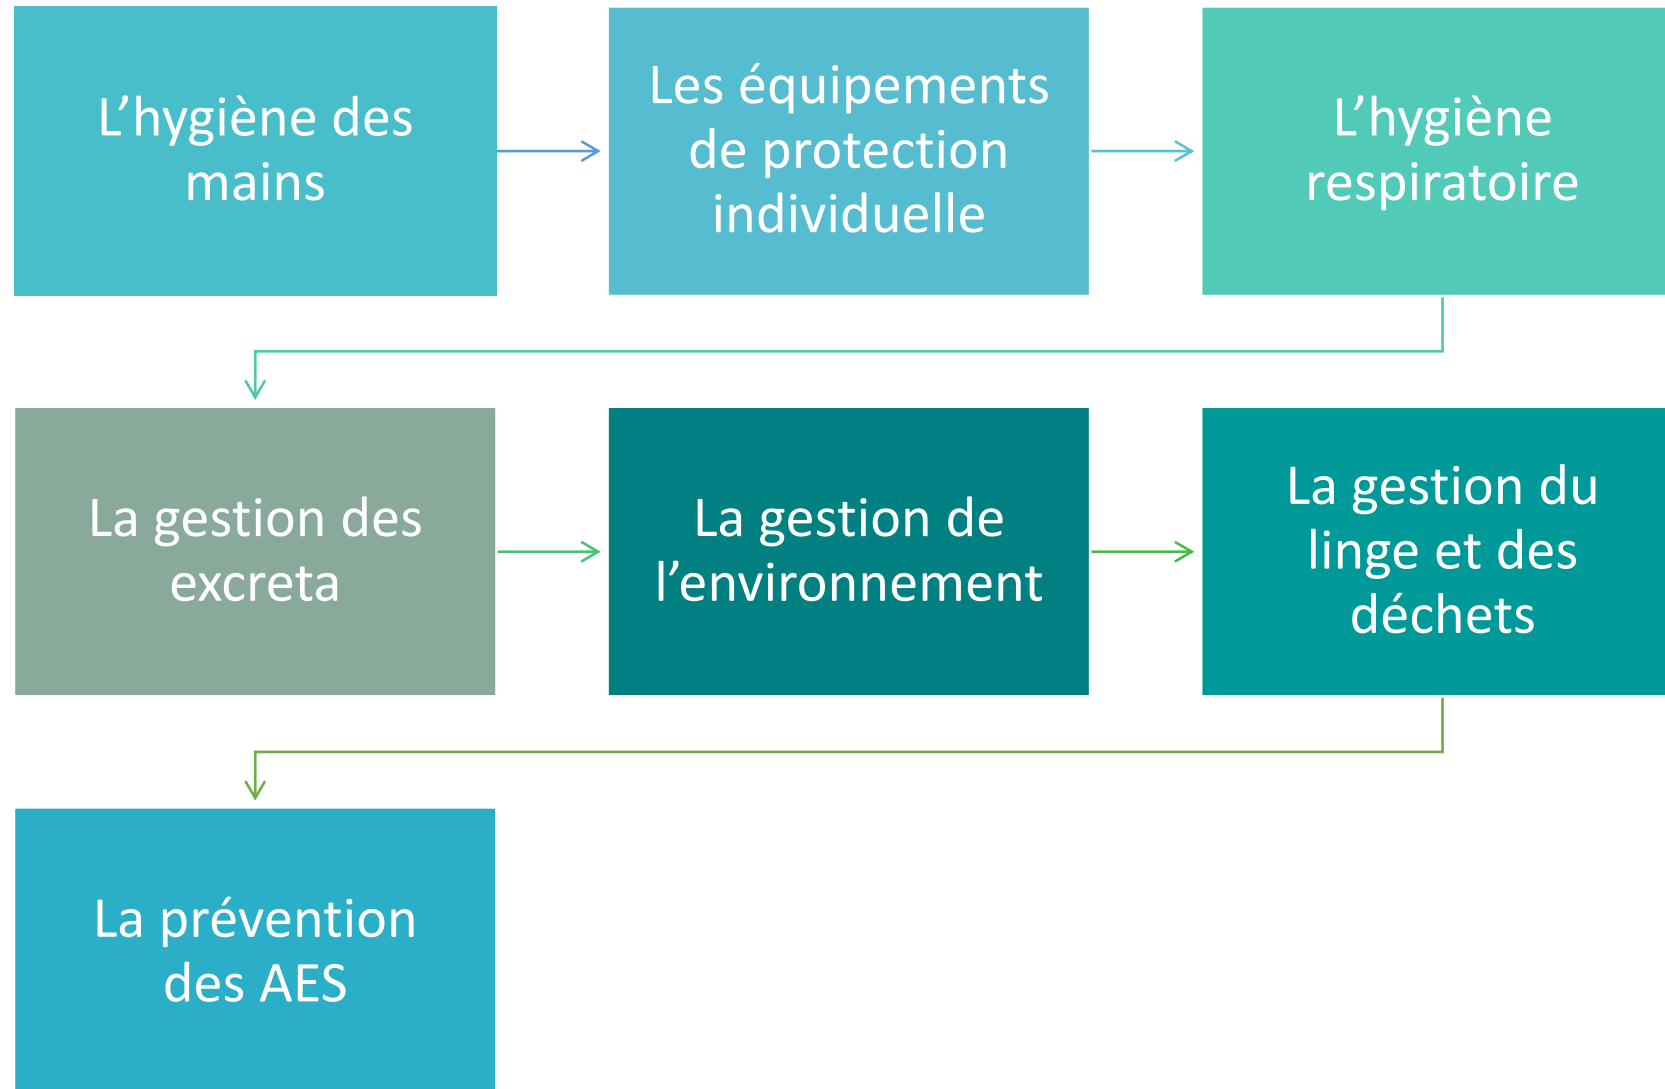 L’hygiène des
mains
Les équipements
de protection
individuelle
L’hygiène
respiratoire
La gestion des
excreta
La gestion de
l’environnement
La gestion du
linge et des
déchets
La prévention
des AES